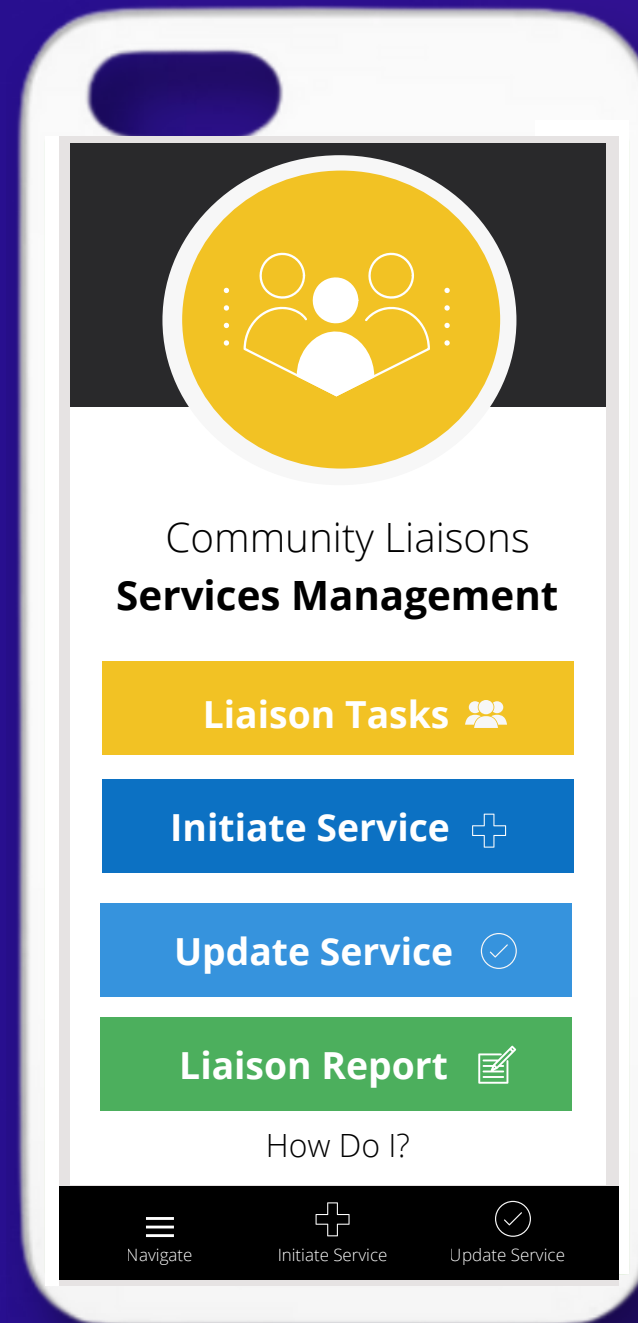 Community Liaisons
Services Management
Liaison Tasks
Initiate Service
Update Service
Liaison Report
How Do I?
Navigate
Initiate Service
Update Service